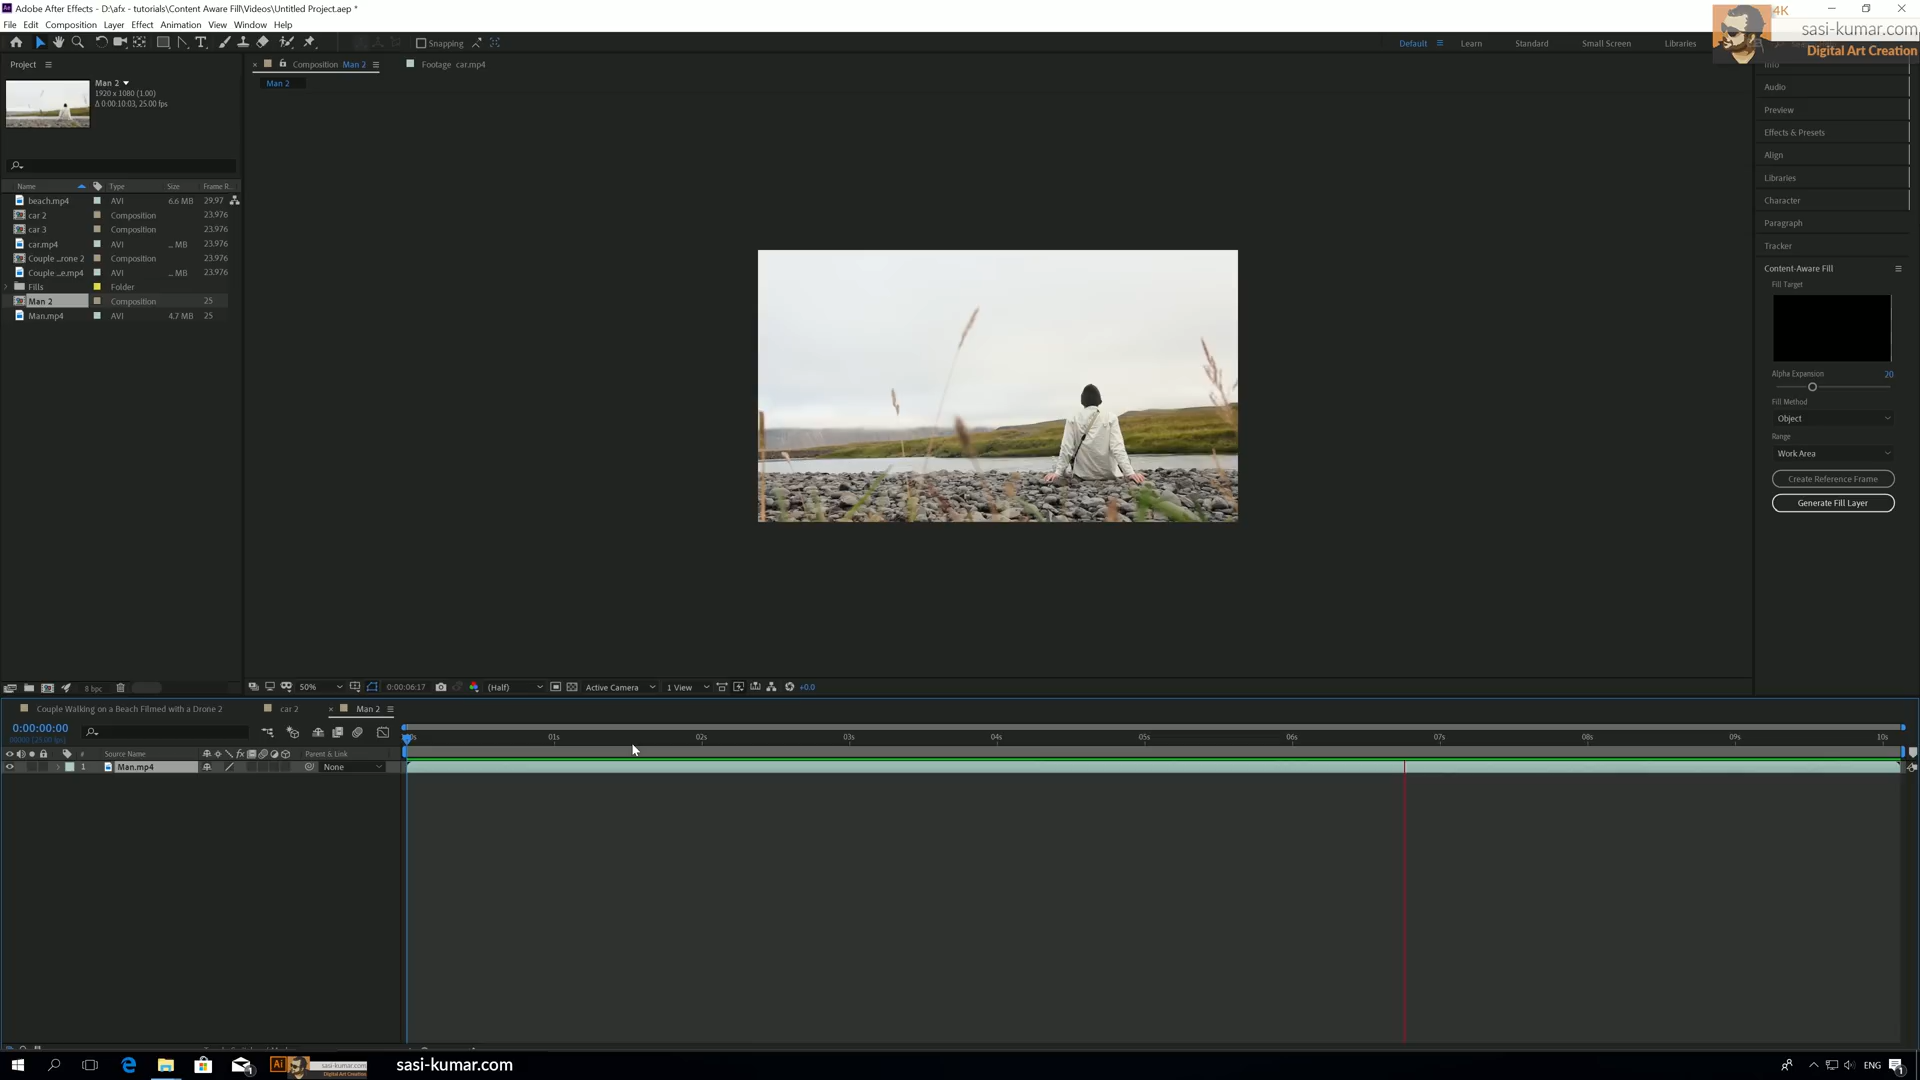 Adobe After Effects - D:\afx - tutorials\Content Aware Fill\Videos\Untitled Project.aep *
4K
File Edit Composition Layer Effect Animation View Window Help
sasi-kumar.com
Digital Art Creation
Snapping
Default
Learn
Standard
Small Screen
Libraries
Project
Composition Man 2
Footage car.mp4
Man 2
Man 2
1920 x 1080 (1.00)
Δ 0:00:10:03, 25.00 fps
Name Type Size Frame R...
beach.mp4 AVI 6.6 MB 29.97
car 2 Composition 23.976
car 3 Composition 23.976
car.mp4 AVI ... MB 23.976
Couple ...rone 2 Composition 23.976
Couple ...e.mp4 AVI ... MB 23.976
Fills Folder
Man 2 Composition 25
Man.mp4 AVI 4.7 MB 25
Info
Audio
Preview
Effects & Presets
Align
Libraries
Character
Paragraph
Tracker
Content-Aware Fill
Fill Target
Alpha Expansion 20
Fill Method
Object
Range
Work Area
Create Reference Frame
Generate Fill Layer
8 bpc
50%
0:00:06:17
(Half)
Active Camera
1 View
+0.0
Couple Walking on a Beach Filmed with a Drone 2
car 2
Man 2
0:00:00:00
01s 02s 03s 04s 05s 06s 07s 08s 09s 10s
# Source Name
fx
Parent & Link
1 Man.mp4
None
Ai
sasi-kumar.com
Digital Art Creation
sasi-kumar.com
ENG